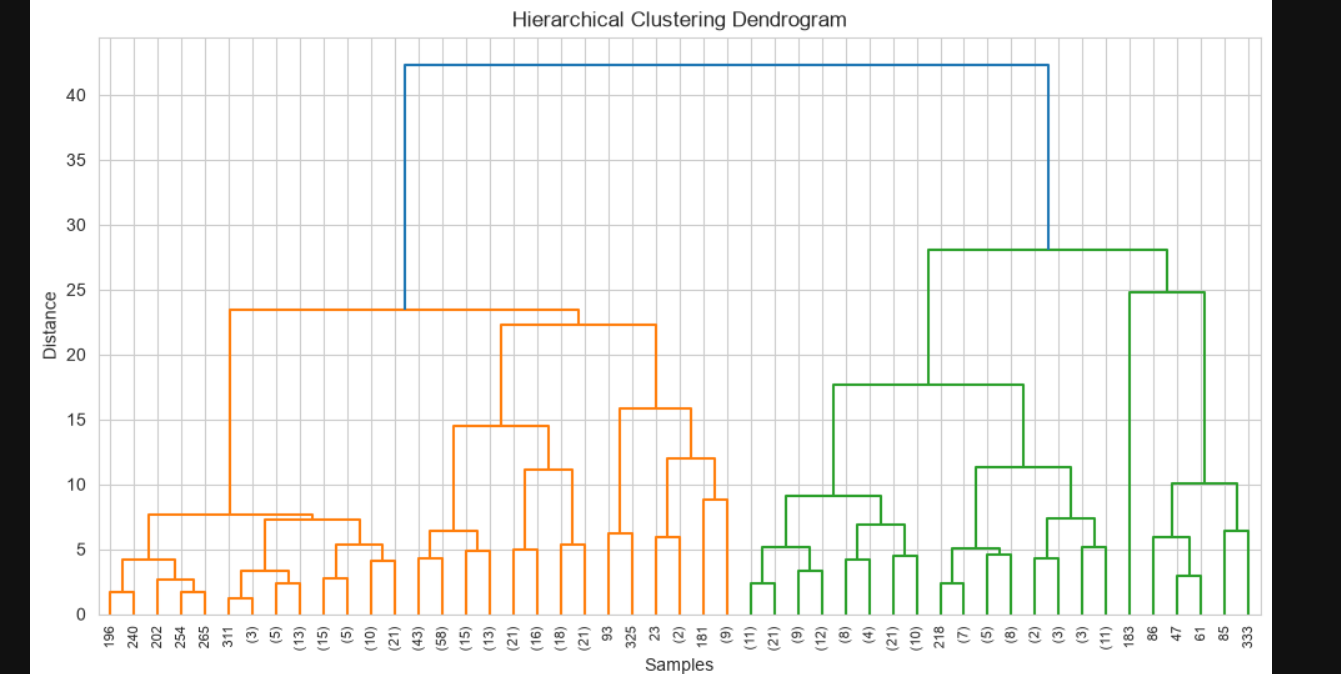 Hierarchical Clustering Dendrogram
Distance
40
35
30
25
20
15
10
5
0
196 240 202 254 265 311 (3) (5) (13) (15) (5) (10) (21) (43) (58) (15) (13) (21) (16) (18) (21) 93 325 23 (2) 181 (9) (11) (21) (9) (12) (8) (4) (21) (10) 218 (7) (5) (8) (2) (3) (3) (11) 183 86 47 61 85 333
Samples